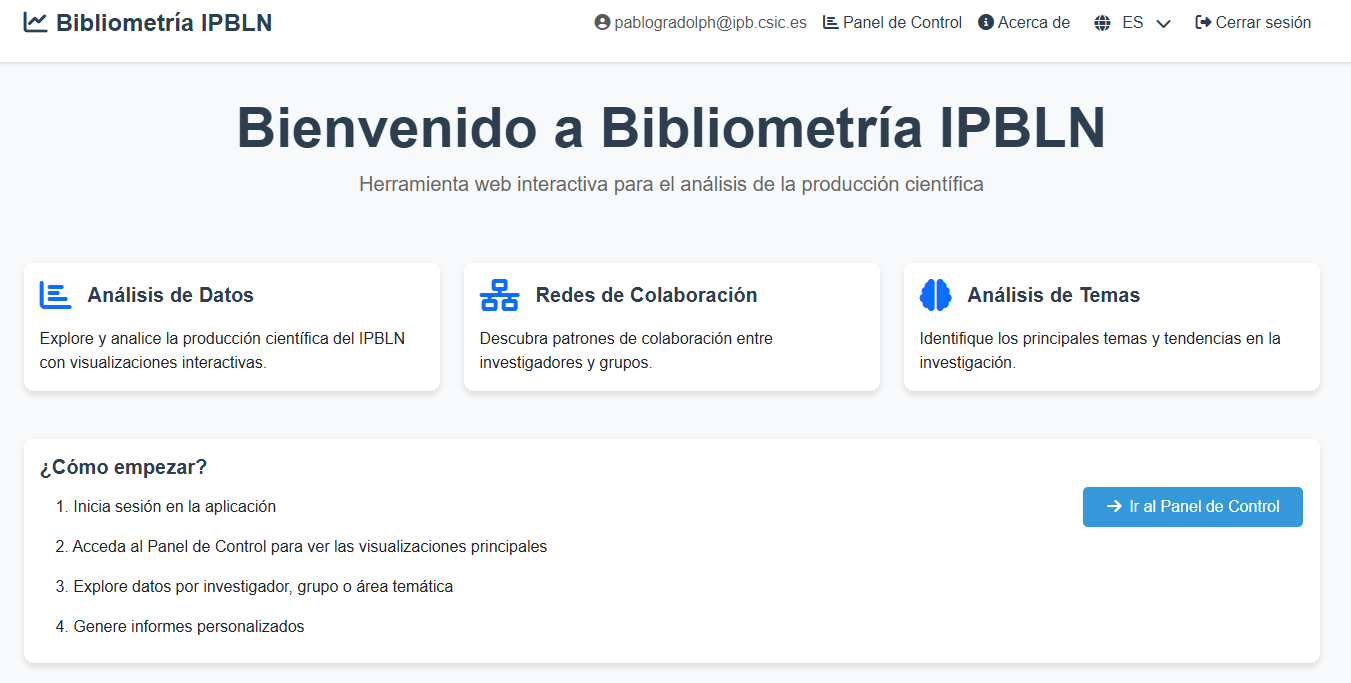 Bibliometría IPBLN
pablogradolph@ipb.csic.es Panel de Control Acerca de ES Cerrar sesión
Bienvenido a Bibliometría IPBLN
Herramienta web interactiva para el análisis de la producción científica
Análisis de Datos
Explore y analice la producción científica del IPBLN
con visualizaciones interactivas.
Redes de Colaboración
Descubra patrones de colaboración entre
investigadores y grupos.
Análisis de Temas
Identifique los principales temas y tendencias en la
investigación.
¿Cómo empezar?
1. Inicia sesión en la aplicación
2. Acceda al Panel de Control para ver las visualizaciones principales
3. Explore datos por investigador, grupo o área temática
4. Genere informes personalizados
Ir al Panel de Control